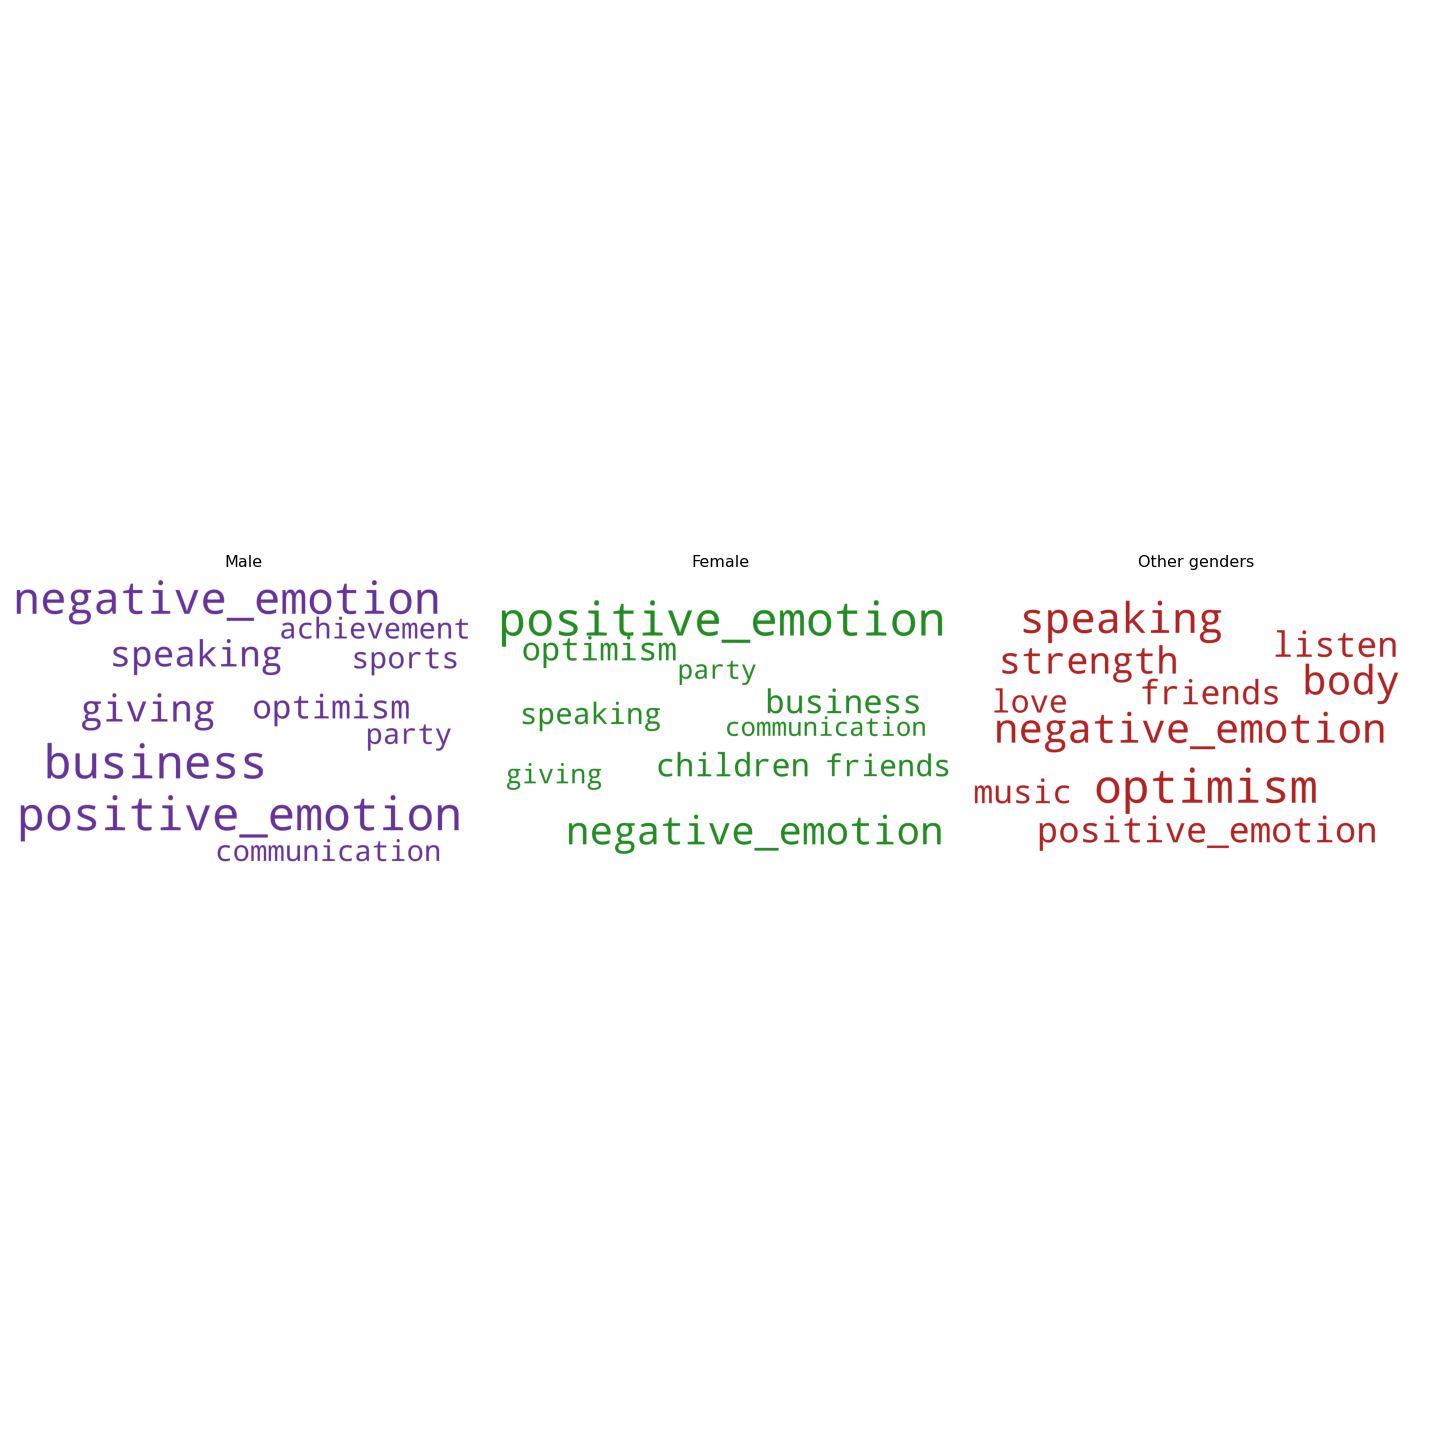 Male
negative_emotion
achievement
speaking
sports
giving
optimism
party
business
positive_emotion
communication
Female
positive_emotion
optimism
party
business
speaking
communication
children
friends
giving
negative_emotion
Other genders
speaking
listen
strength
body
love
friends
negative_emotion
music
optimism
positive_emotion